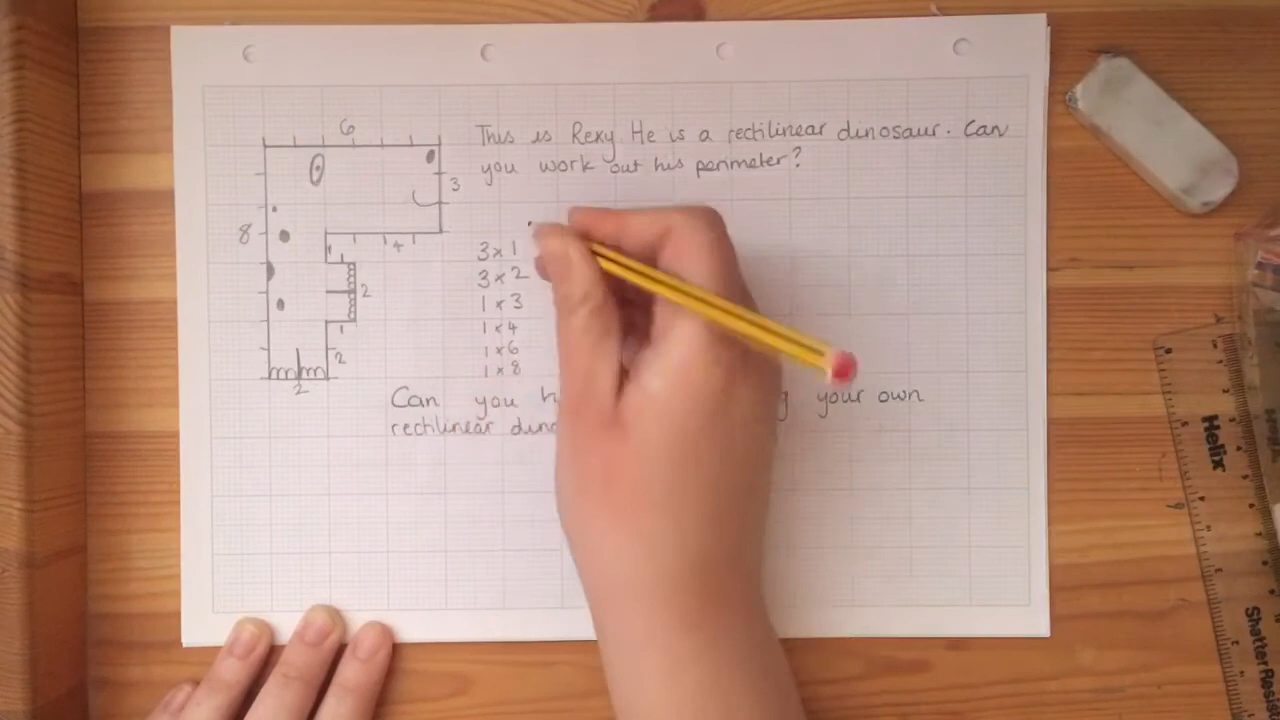 6
This is Rexy. He is a rectilinear dinosaur. Can
you work out his perimeter?
3
8
4
1
2
1
2
2
3 x 1
3 x 2
1 x 3
1 x 4
1 x 6
1 x 8
Can you your own
rectilinear
Helix
Shatter